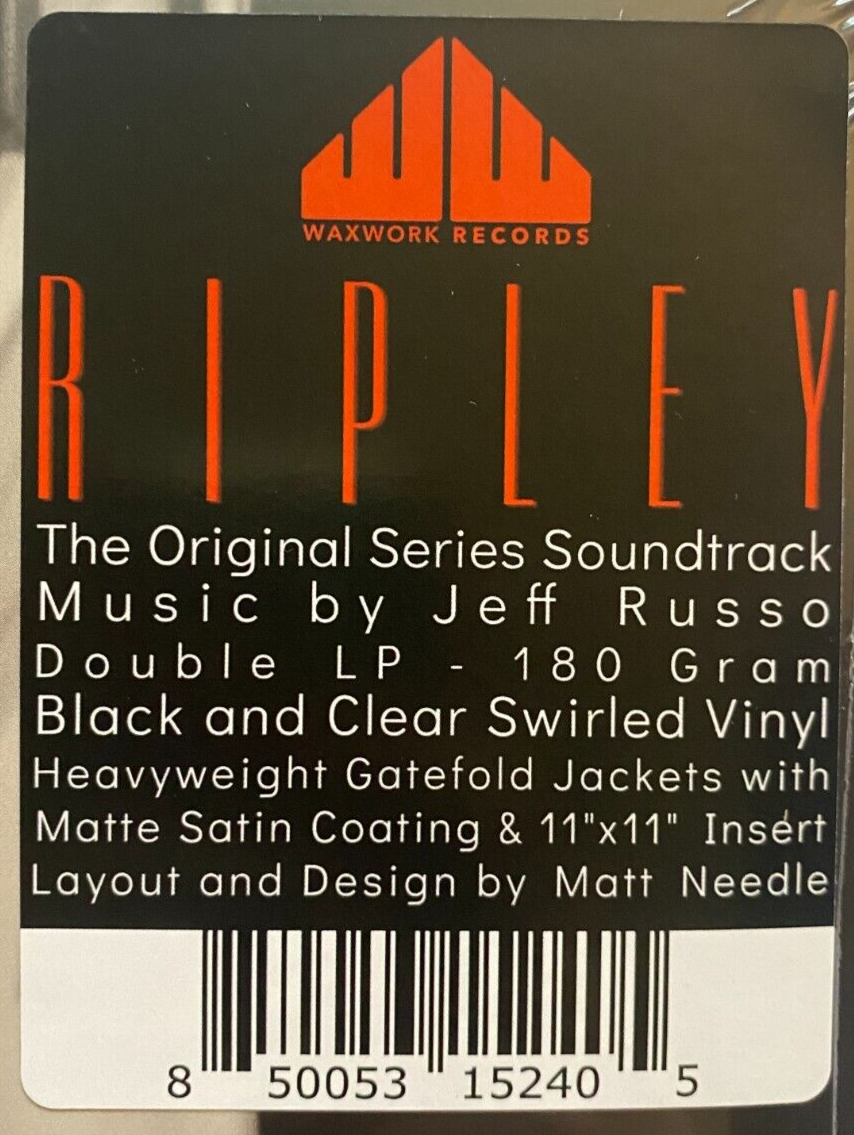 WAXWORK RECORDS
RIPLEY
The Original Series Soundtrack
Music by Jeff Russo
Double LP - 180 Gram
Black and Clear Swirled Vinyl
Heavyweight Gatefold Jackets with
Matte Satin Coating & 11"x11" Insert
Layout and Design by Matt Needle
8 50053 15240 5